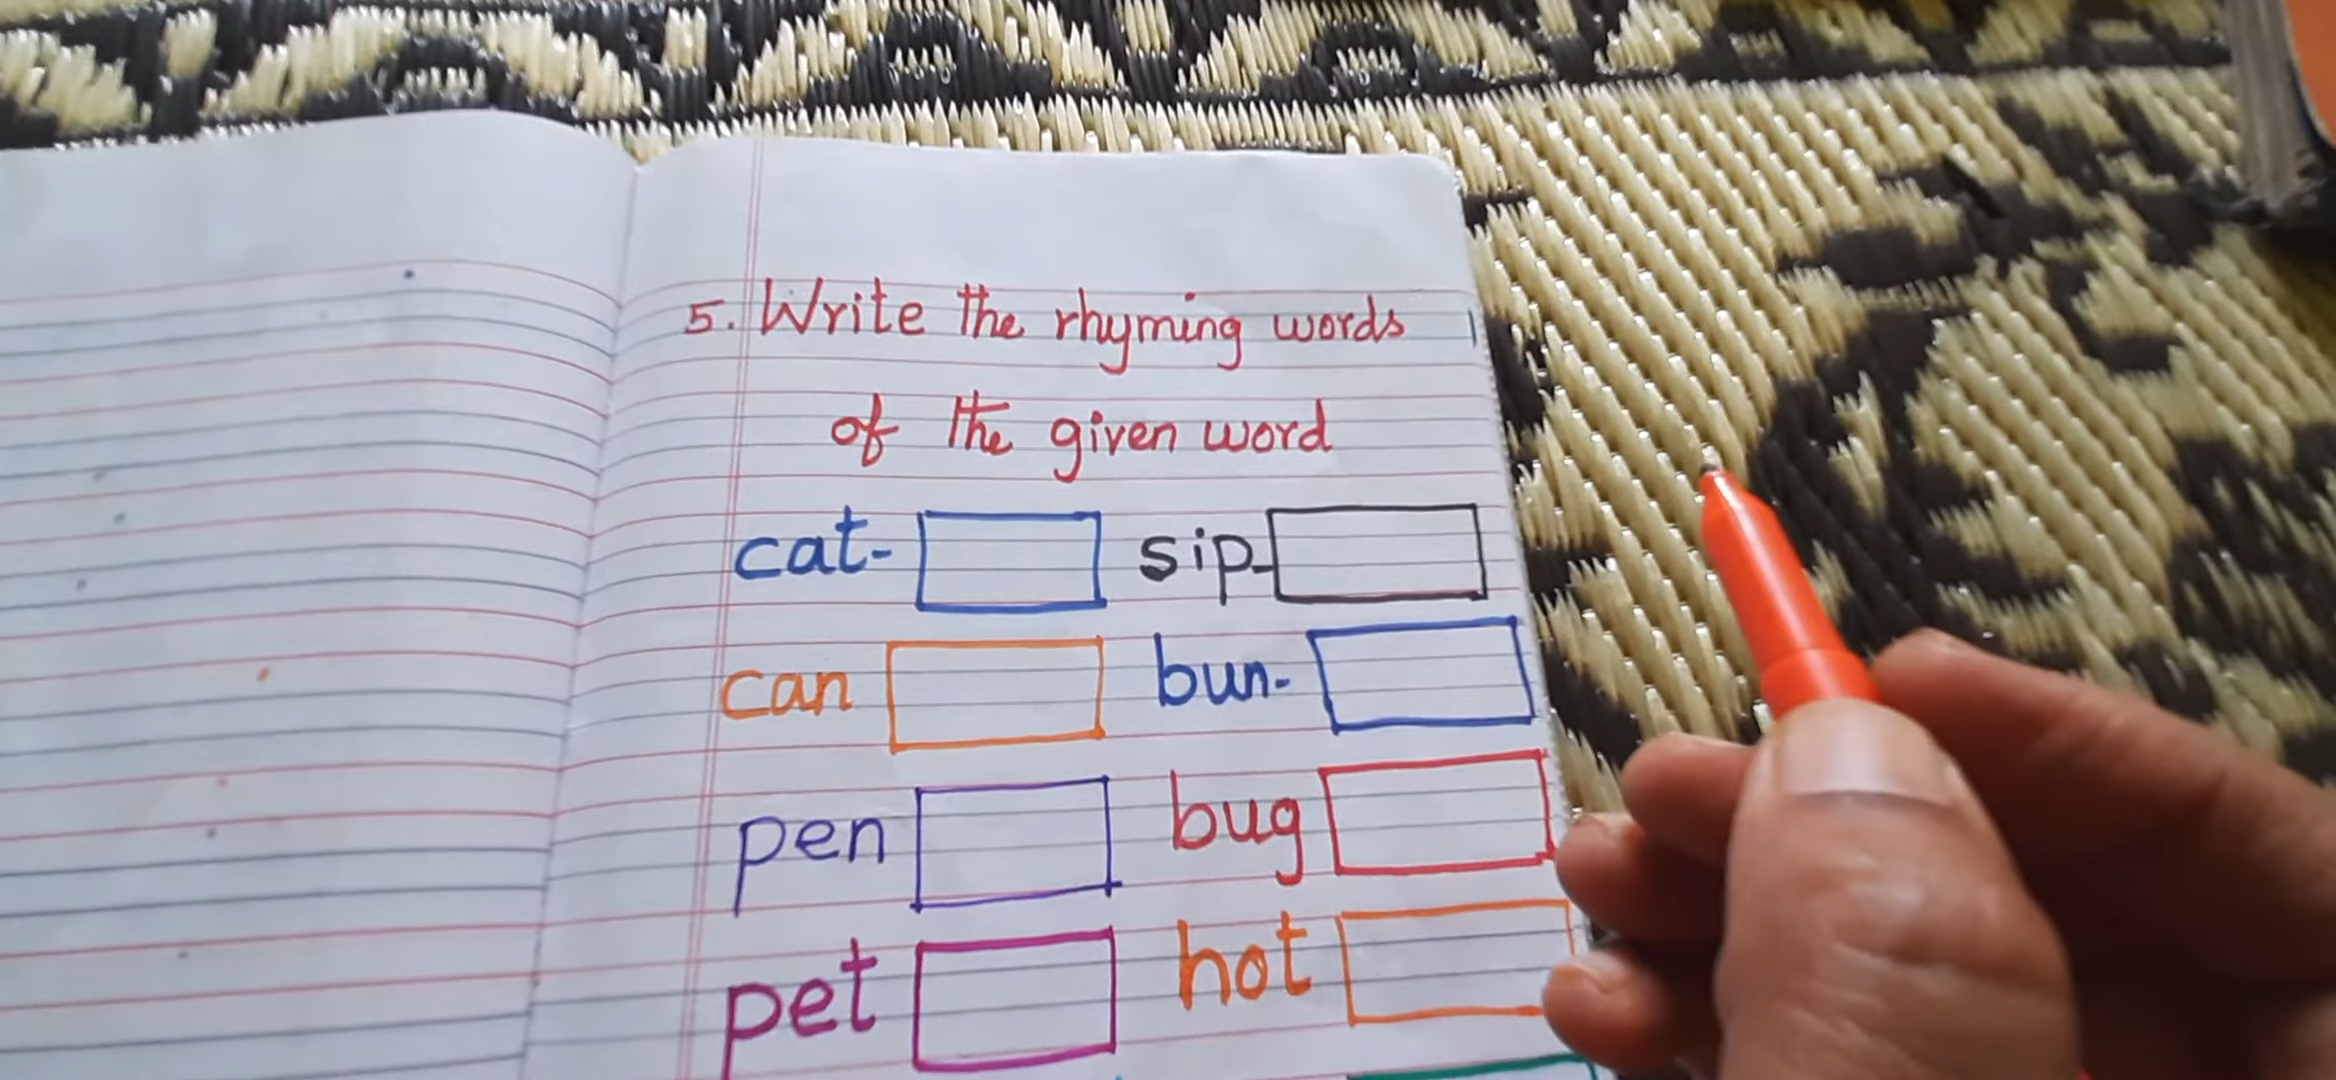 5. Write the rhyming words
of the given word
cat- sip-
can bun-
pen bug
pet hot